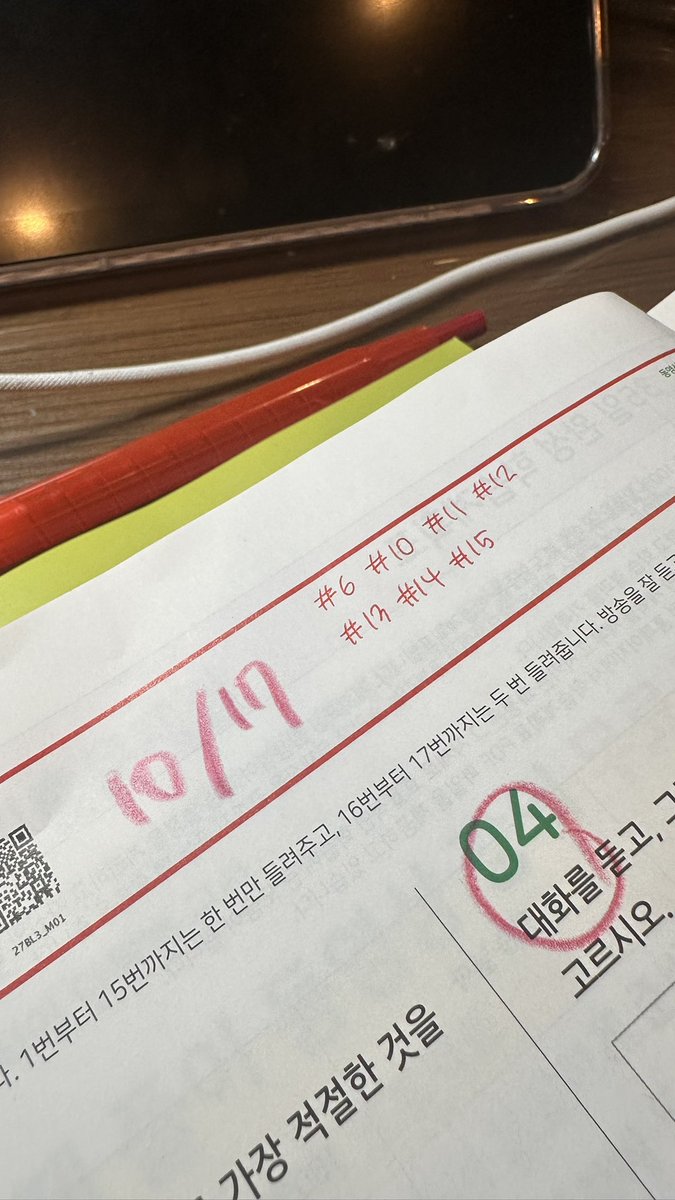 #9 #10 #11 #12
#13 #14 #15
10/17
27BL3_M01
다. 1번부터 15번까지는 한 번만 들려주고, 16번부터 17번까지는 두 번 들려줍니다. 방송을 잘 듣고
04
대화를 듣고,
고르시오.
가장 적절한 것을